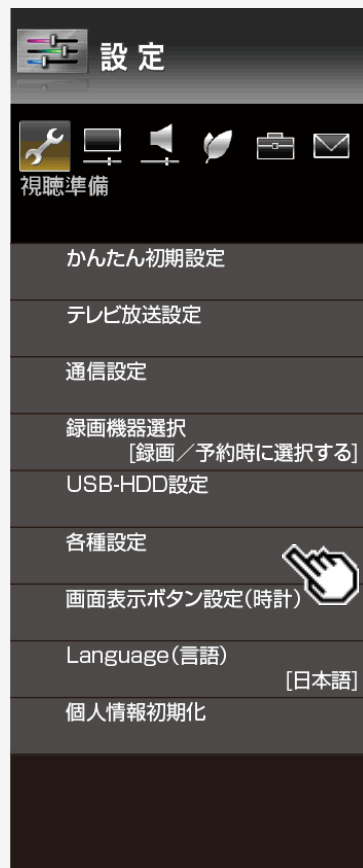 設定
視聴準備
かんたん初期設定
テレビ放送設定
通信設定
録画機器選択
[録画／予約時に選択する]
USB-HDD設定
各種設定
画面表示ボタン設定(時計)
Language(言語)
[日本語]
個人情報初期化